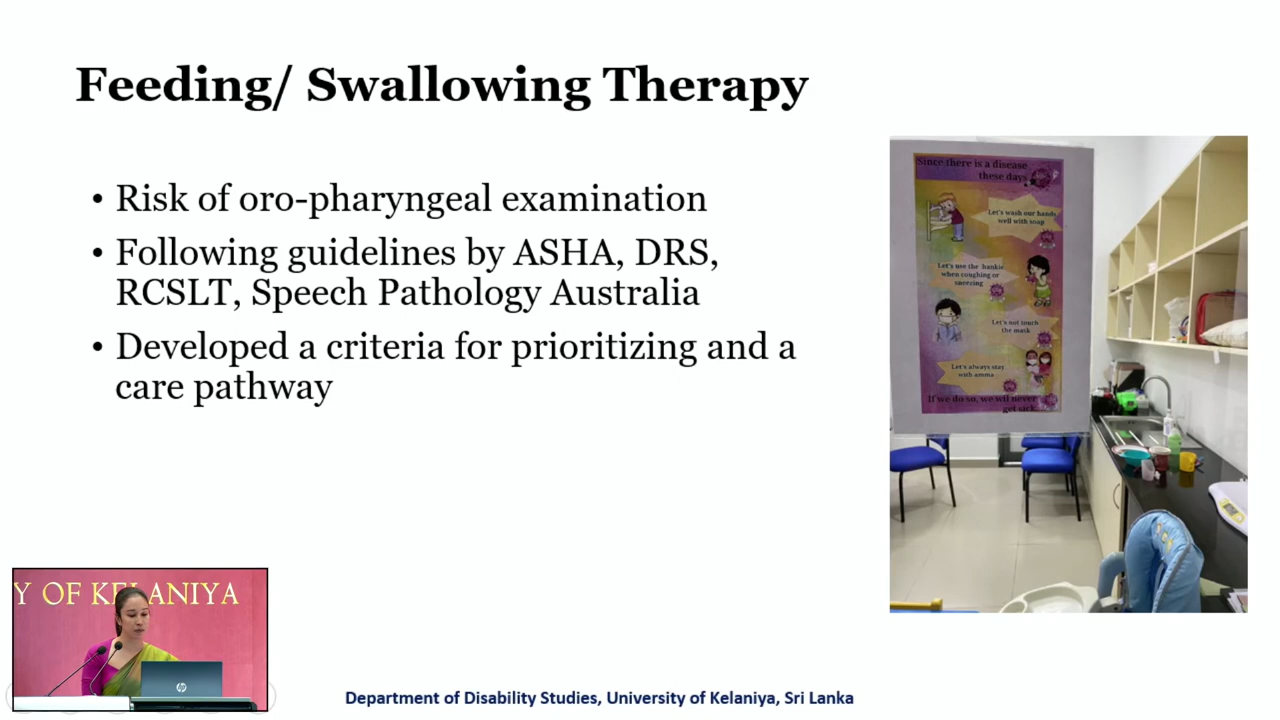 Feeding/ Swallowing Therapy
• Risk of oro-pharyngeal examination
• Following guidelines by ASHA, DRS,
RCSLT, Speech Pathology Australia
• Developed a criteria for prioritizing and a
care pathway
Since there is a disease
these days
Let's wash our hands
well with soap
Let's use the hankie
when coughing or
sneezing
Let's not touch
the mask
Let's always stay
with amma
If we do so, we wil never
get sick.
Y OF KELANIYA
hp
Department of Disability Studies, University of Kelaniya, Sri Lanka